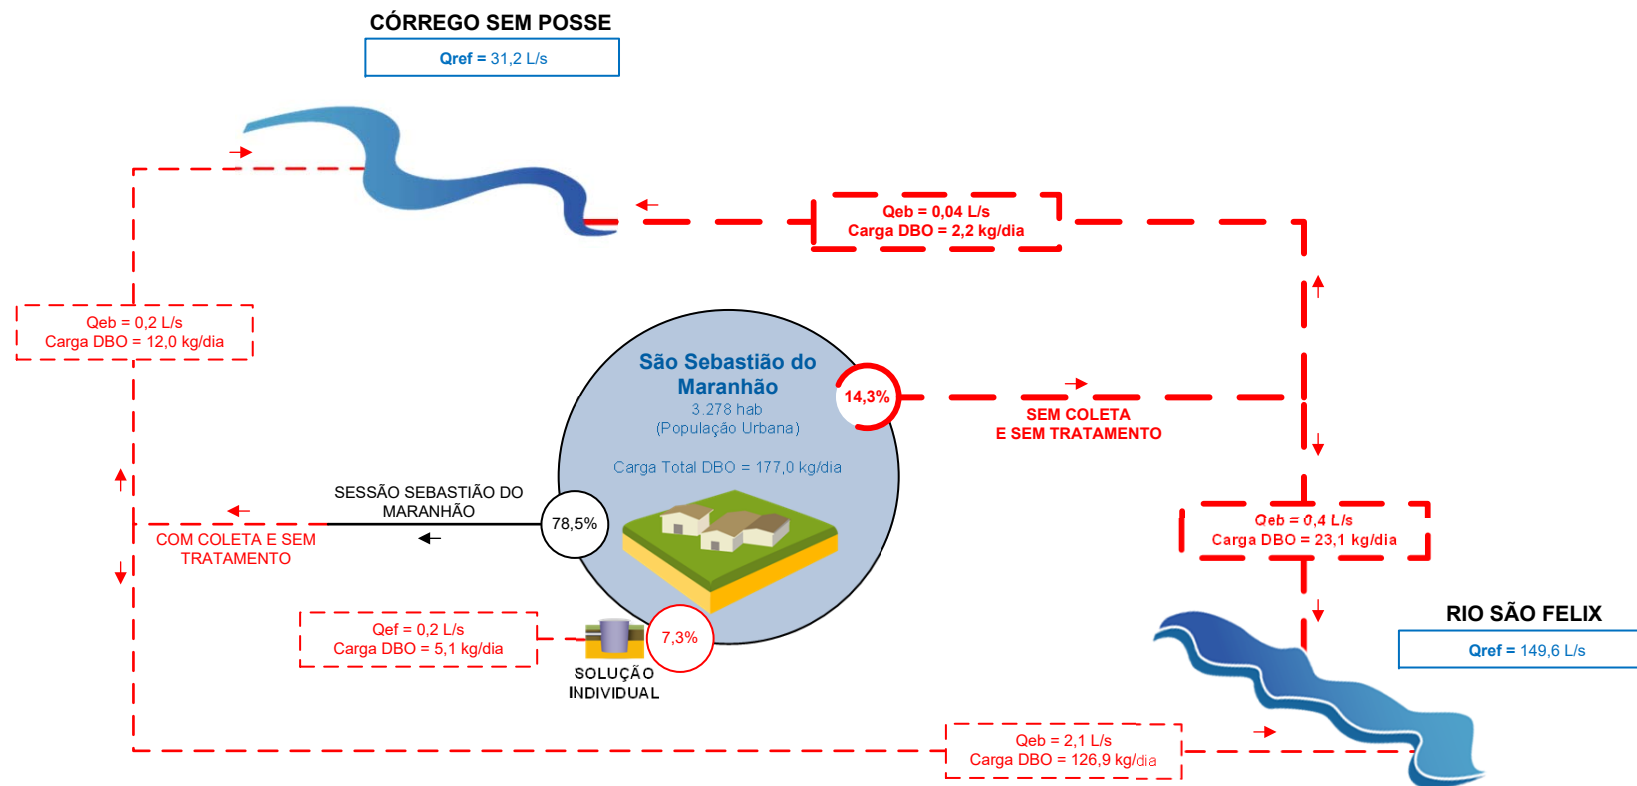 CÓRREGO SEM POSSE
Qref = 31,2 L/s
Qeb = 0,04 L/s
Carga DBO = 2,2 kg/dia
Qeb = 0,2 L/s
Carga DBO = 12,0 kg/dia
São Sebastião do
Maranhão
3.278 hab
(População Urbana)
Carga Total DBO = 177,0 kg/dia
14,3%
SEM COLETA
E SEM TRATAMENTO
SESSÃO SEBASTIÃO DO
MARANHÃO
78,5%
COM COLETA E SEM
TRATAMENTO
Qeb = 0,4 L/s
Carga DBO = 23,1 kg/dia
Qef = 0,2 L/s
Carga DBO = 5,1 kg/dia
7,3%
SOLUÇÃO
INDIVIDUAL
RIO SÃO FELIX
Qref = 149,6 L/s
Qeb = 2,1 L/s
Carga DBO = 126,9 kg/dia